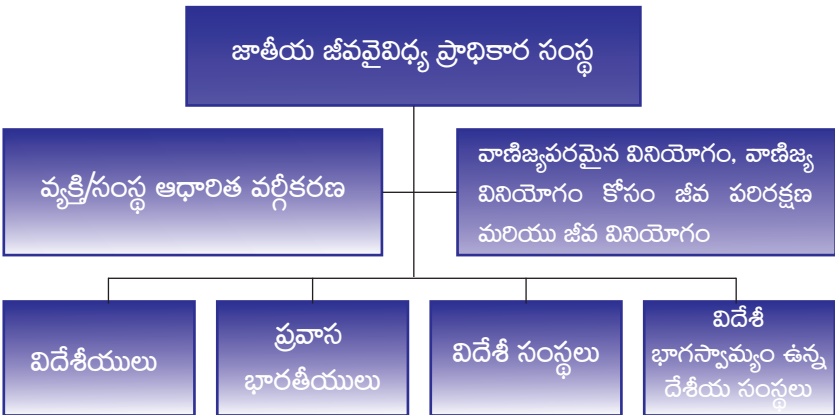 జాతీయ జీవవైవిధ్య ప్రాధికార సంస్థ
వ్యక్తి/సంస్థ ఆధారిత వర్గీకరణ
వాణిజ్యపరమైన వినియోగం, వాణిజ్య
వినియోగం కోసం జీవ పరిరక్షణ
మరియు జీవ వినియోగం
విదేశీయులు
ప్రవాస
భారతీయులు
విదేశీ సంస్థలు
విదేశీ
భాగస్వామ్యం ఉన్న
దేశీయ సంస్థలు